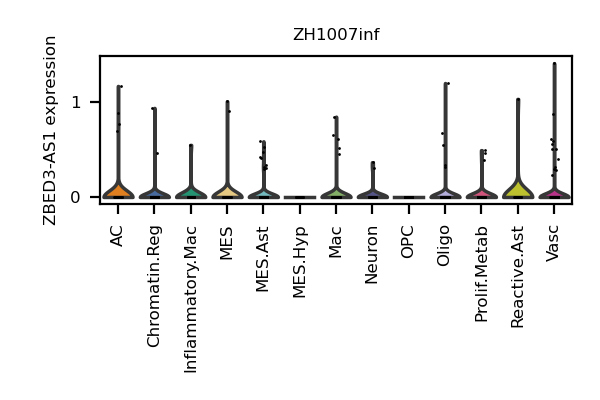 ZH1007inf
ZBED3-AS1 expression
1
0
AC
Chromatin.Reg
Inflammatory.Mac
MES
MES.Ast
MES.Hyp
Mac
Neuron
OPC
Oligo
Prolif.Metab
Reactive.Ast
Vasc